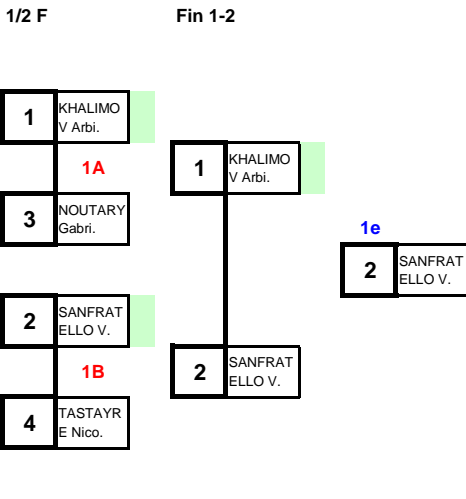 1/2 F
Fin 1-2
1
KHALIMO
V Arbi.
1A
3
NOUTARY
Gabri.
2
SANFRAT
ELLO V.
1B
4
TASTAYR
E Nico.
1
KHALIMO
V Arbi.
2
SANFRAT
ELLO V.
1e
2
SANFRAT
ELLO V.